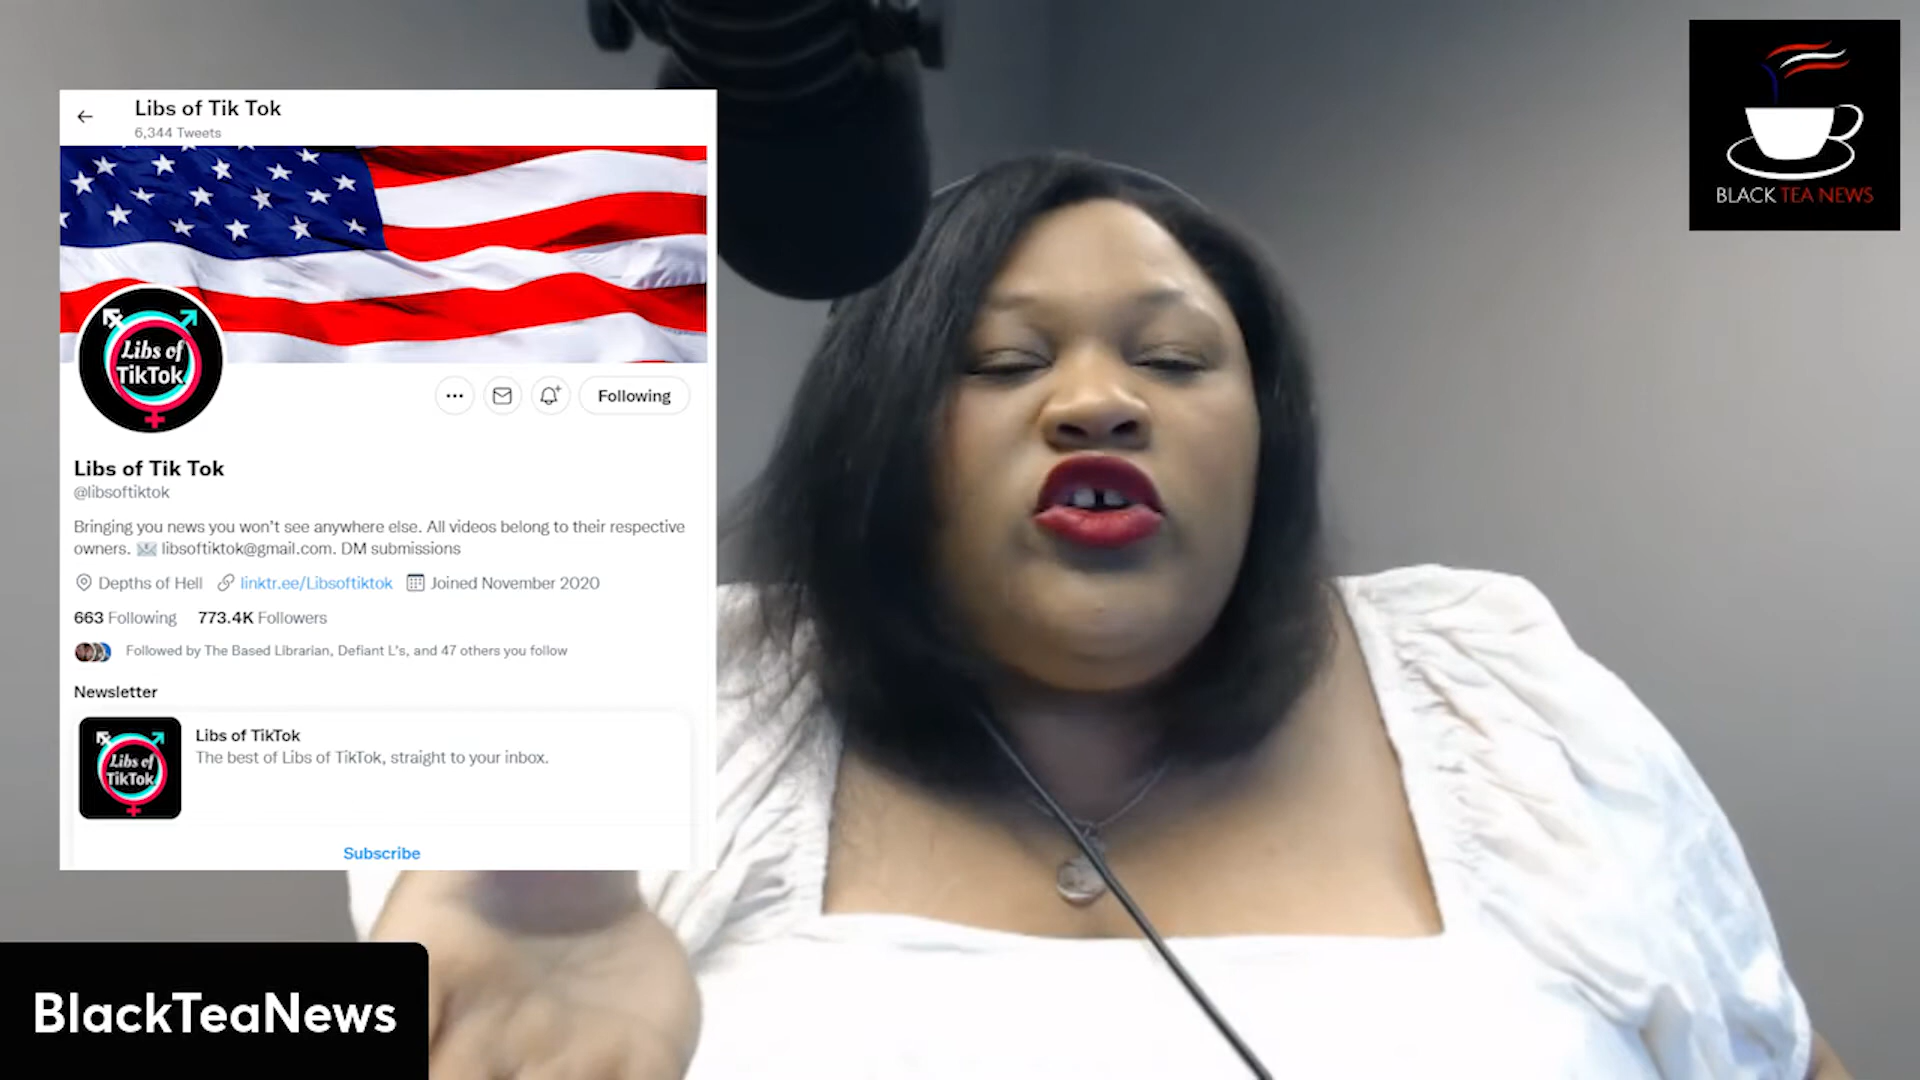 Libs of Tik Tok
6,344 Tweets
Libs of
TikTok
Following
Libs of Tik Tok
@libsoftiktok
Bringing you news you won't see anywhere else. All videos belong to their respective
owners. 📨 libsoftiktok@gmail.com. DM submissions
Depths of Hell linktr.ee/Libsoftiktok Joined November 2020
663 Following 773.4K Followers
Followed by The Based Librarian, Defiant L's, and 47 others you follow
Newsletter
Libs of
TikTok
Libs of TikTok
The best of Libs of TikTok, straight to your inbox.
Subscribe
BLACK TEA NEWS
BlackTeaNews